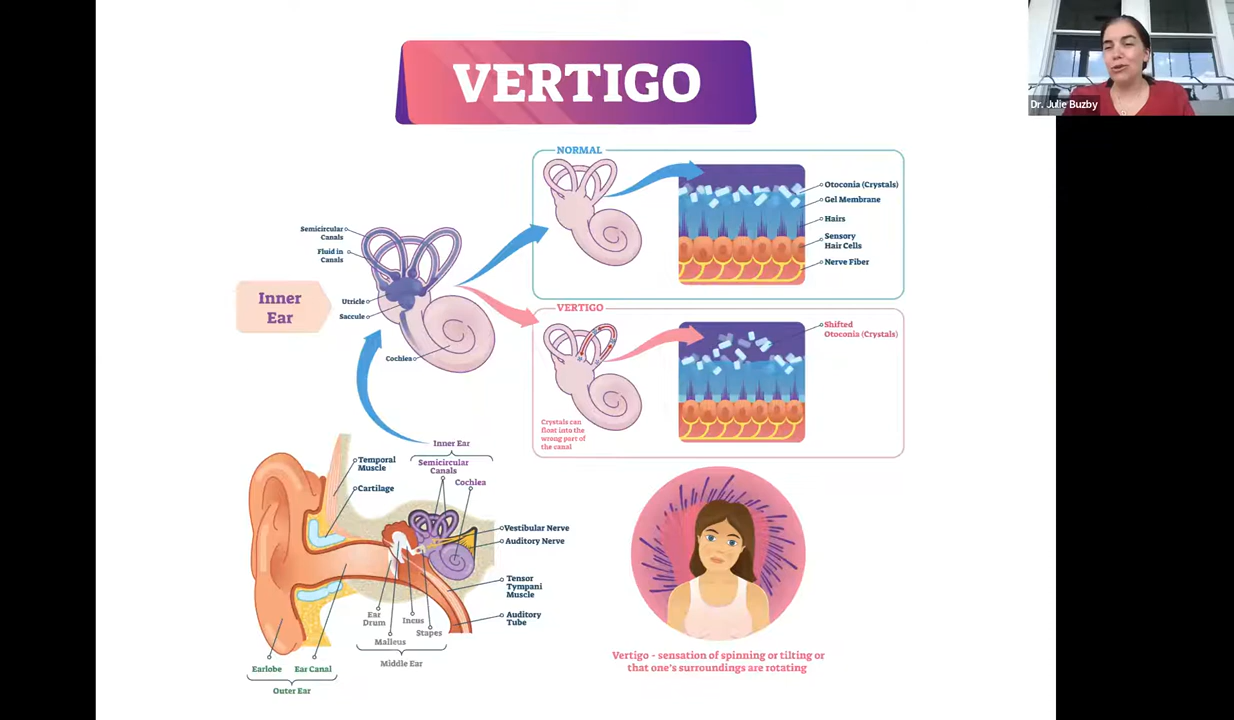 VERTIGO
Dr. Julie Buzby
NORMAL
Otoconia (Crystals)
Gel Membrane
Hairs
Sensory
Hair Cells
Nerve Fiber
Semicircular
Canals
Fluid in
Canals
Inner
Ear
Utricle
Saccule
Cochlea
VERTIGO
Shifted
Otoconia (Crystals)
Crystals can
float into the
wrong part of
the canal
Inner Ear
Semicircular
Canals
Cochlea
Temporal
Muscle
Cartilage
Vestibular Nerve
Auditory Nerve
Tensor
Tympani
Muscle
Auditory
Tube
Ear
Drum
Incus
Stapes
Malleus
Middle Ear
Earlobe
Ear Canal
Outer Ear
Vertigo - sensation of spinning or tilting or
that one's surroundings are rotating